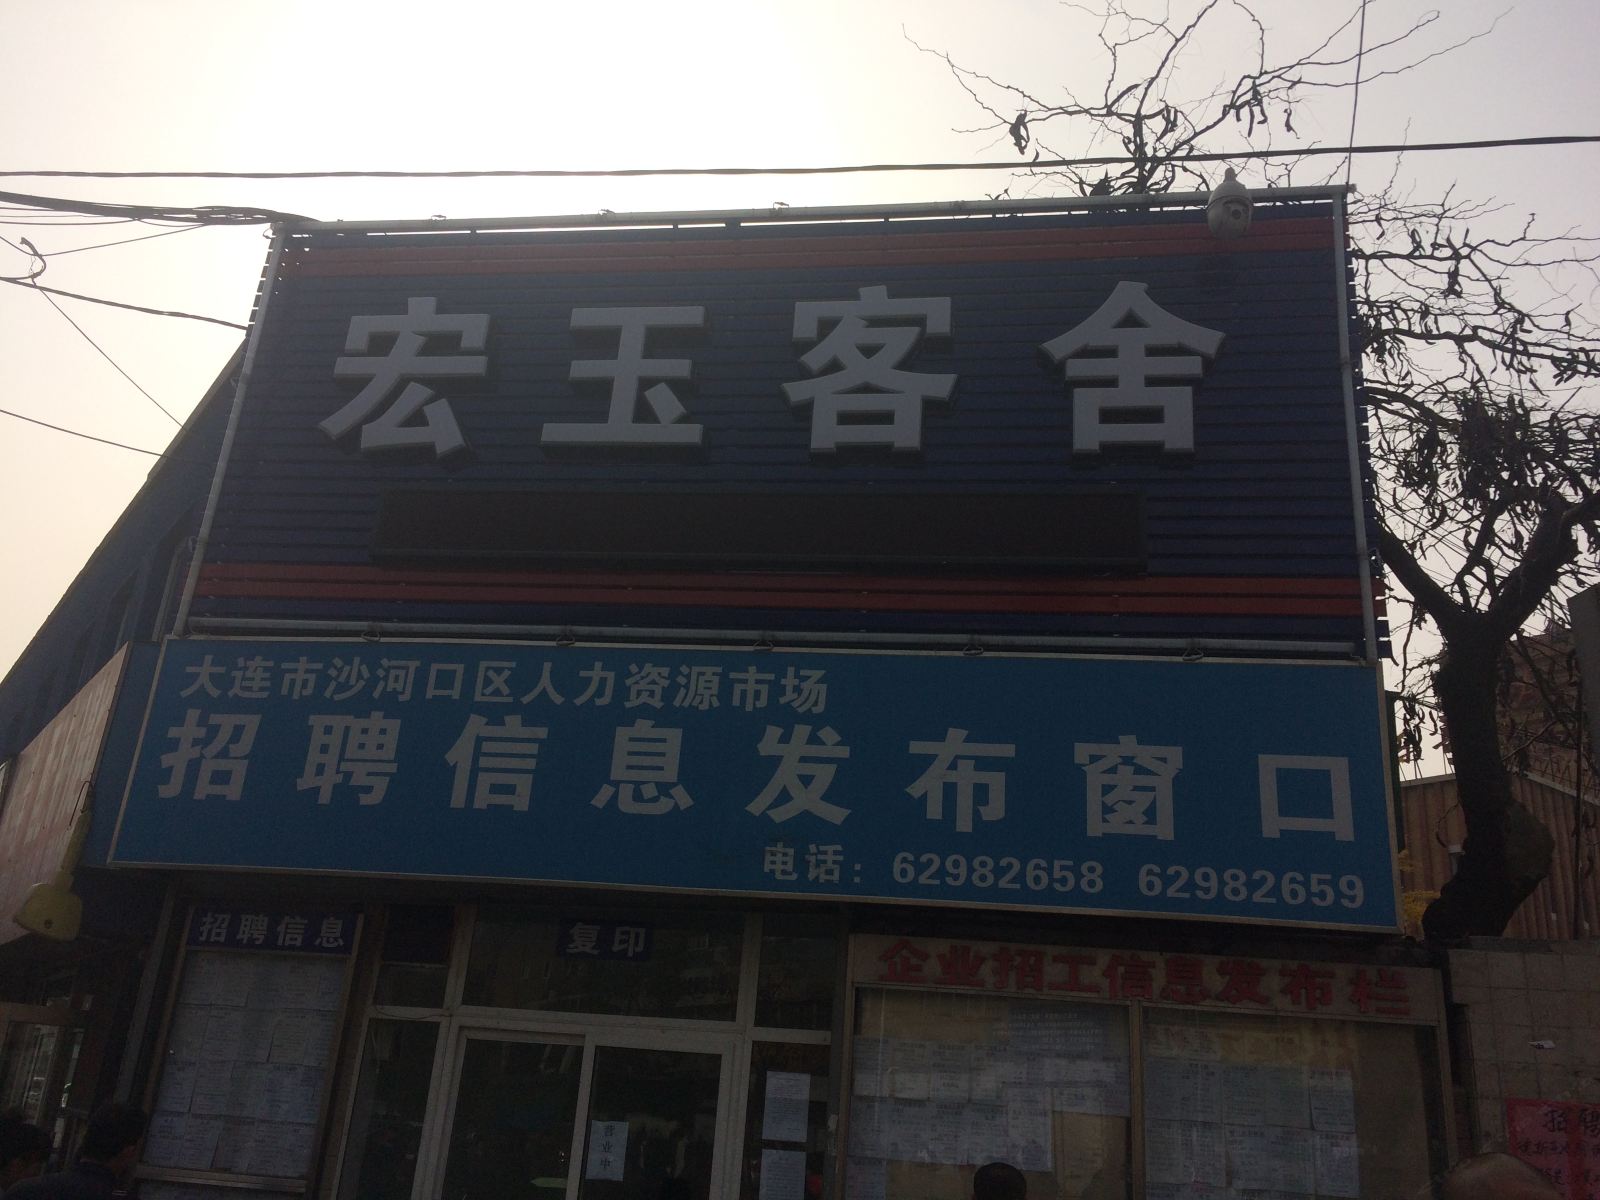 宏玉客舍
大连市沙河口区人力资源市场
招聘信息发布窗口
电话：62982658 62982659
招聘信息
复印
企业招工信息发布栏
营业中
招聘